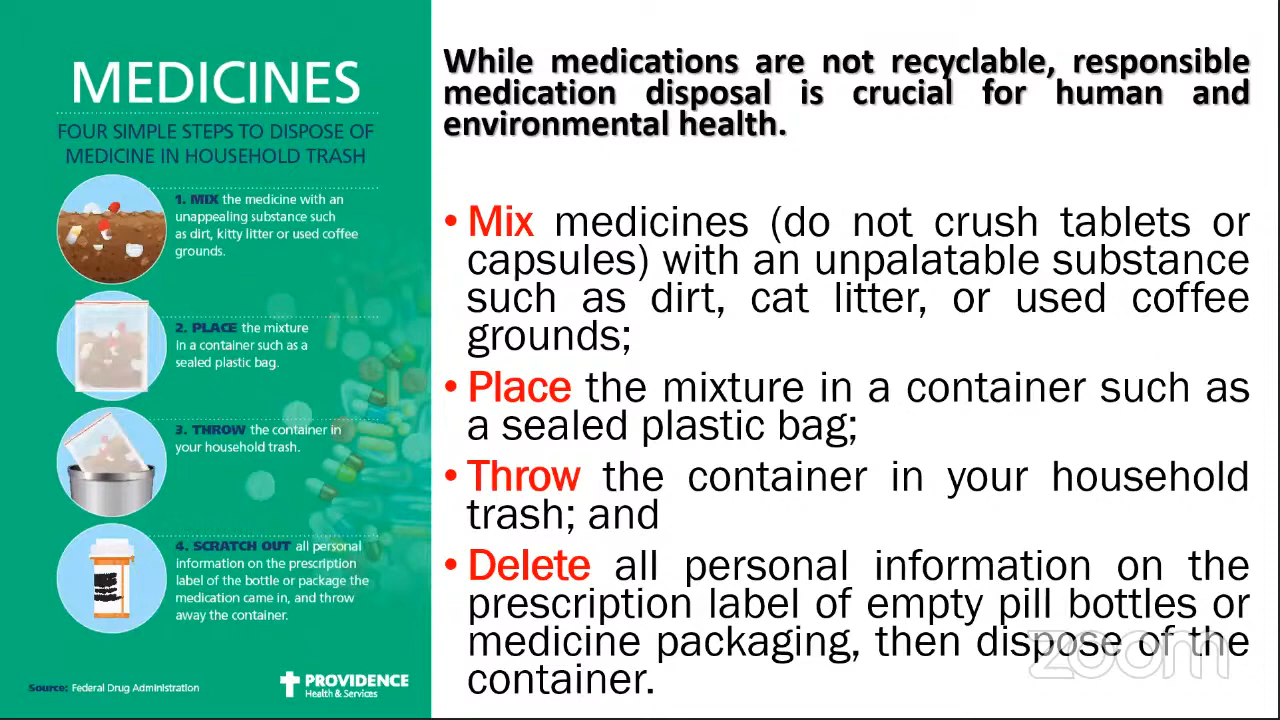 MEDICINES
FOUR SIMPLE STEPS TO DISPOSE OF
MEDICINE IN HOUSEHOLD TRASH
1. MIX the medicine with an
unappealing substance such
as dirt, kitty litter or used coffee
grounds.
2. PLACE the mixture
in a container such as a
sealed plastic bag.
3. THROW the container in
your household trash.
4. SCRATCH OUT all personal
information on the prescription
label of the bottle or package the
medication came in, and throw
away the container.
Source: Federal Drug Administration
PROVIDENCE
Health & Services
While medications are not recyclable, responsible
medication disposal is crucial for human and
environmental health.
• Mix medicines (do not crush tablets or
capsules) with an unpalatable substance
such as dirt, cat litter, or used coffee
grounds;
• Place the mixture in a container such as
a sealed plastic bag;
• Throw the container in your household
trash; and
• Delete all personal information on the
prescription label of empty pill bottles or
medicine packaging, then dispose of the
container.
zoom